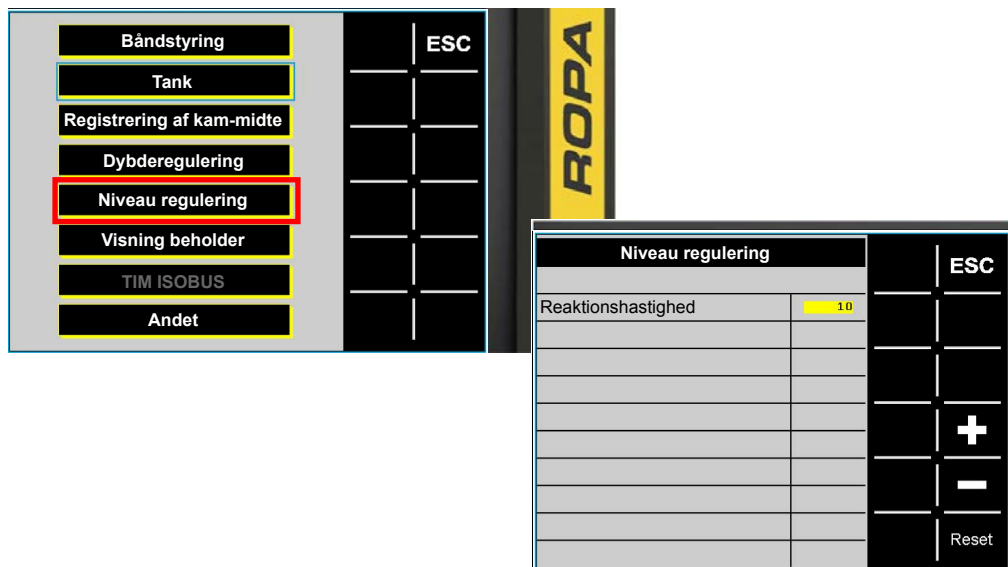 Båndstyring
ESC
Tank
Registrering af kam-midte
Dybderegulering
Niveau regulering
Visning beholder
TIM ISOBUS
Andet
ROPA
Niveau regulering
ESC
Reaktionshastighed
10
Reset